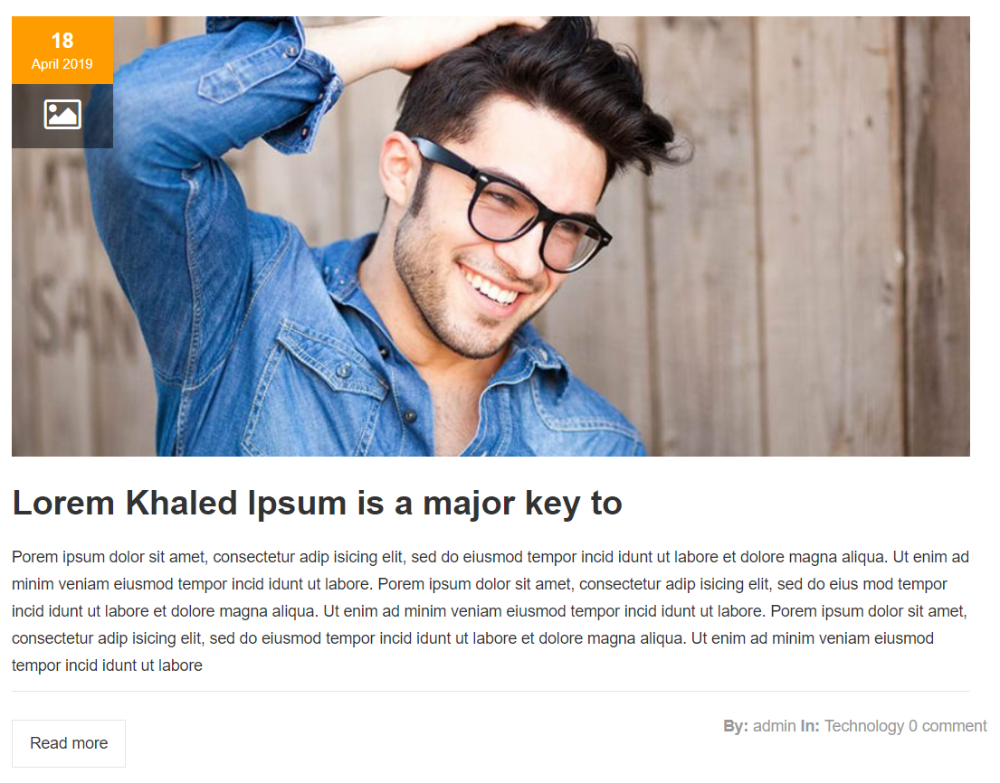 18
April 2019
Lorem Khaled Ipsum is a major key to
Porem ipsum dolor sit amet, consectetur adip isicing elit, sed do eiusmod tempor incid idunt ut labore et dolore magna aliqua. Ut enim ad
minim veniam eiusmod tempor incid idunt ut labore. Porem ipsum dolor sit amet, consectetur adip isicing elit, sed do eius mod tempor
incid idunt ut labore et dolore magna aliqua. Ut enim ad minim veniam eiusmod tempor incid idunt ut labore. Porem ipsum dolor sit amet,
consectetur adip isicing elit, sed do eiusmod tempor incid idunt ut labore et dolore magna aliqua. Ut enim ad minim veniam eiusmod
tempor incid idunt ut labore
By: admin In: Technology 0 comment
Read more